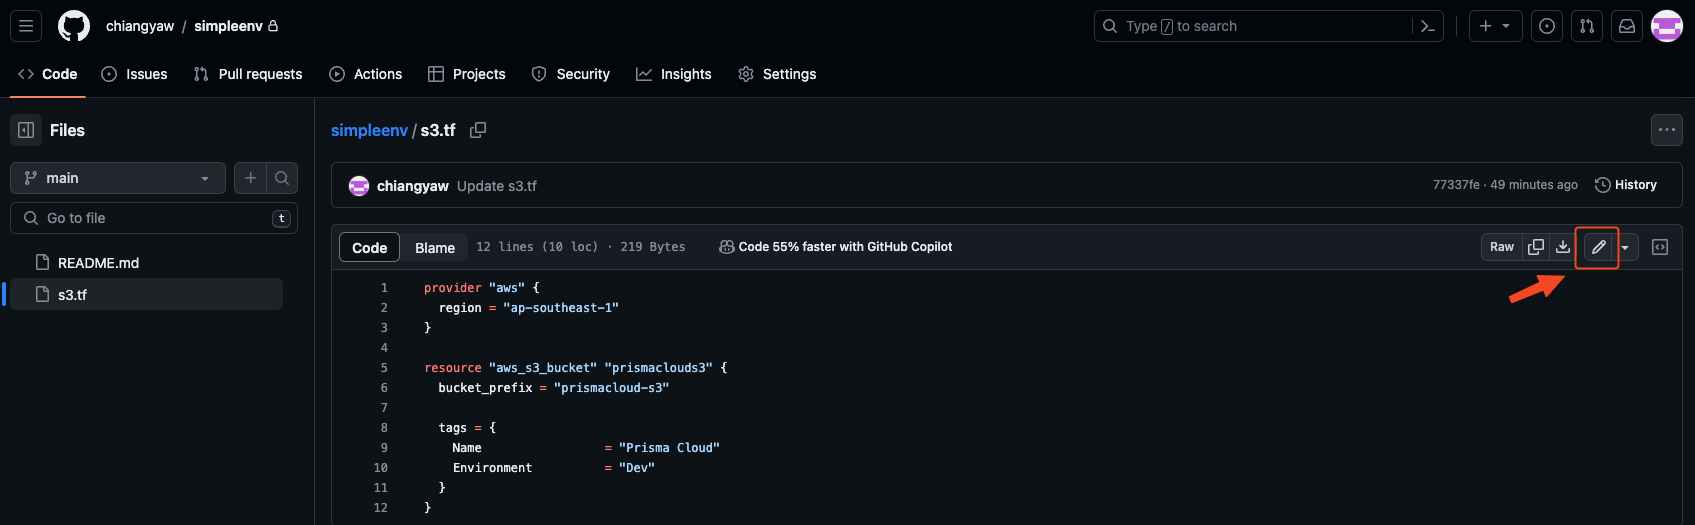 chiangyaw / simpleenv
Type / to search
Code Issues Pull requests Actions Projects Security Insights Settings
Files
main
Go to file t
README.md
s3.tf
simpleenv / s3.tf
chiangyaw Update s3.tf
77337fe · 49 minutes ago History
Code Blame 12 lines (10 loc) · 219 Bytes Code 55% faster with GitHub Copilot Raw
1 provider "aws" {
2 region = "ap-southeast-1"
3 }
4
5 resource "aws_s3_bucket" "prismaclouds3" {
6 bucket_prefix = "prismacloud-s3"
7
8 tags = {
9 Name = "Prisma Cloud"
10 Environment = "Dev"
11 }
12 }